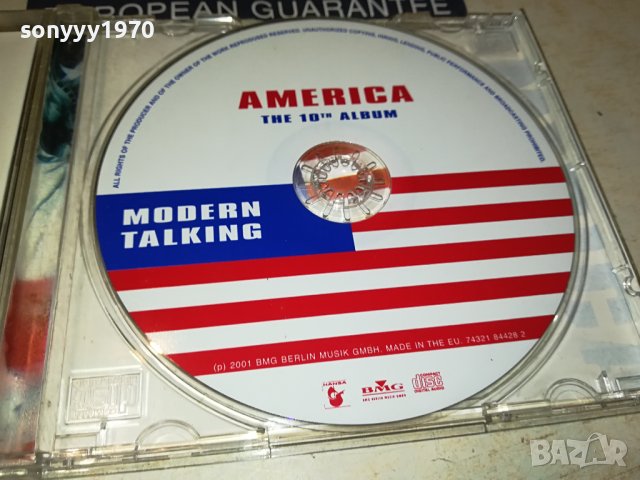 sonyyy1970
EUROPEAN GUARANTEE
ALL RIGHTS OF THE PRODUCER AND OF THE OWNER OF THE WORK REPRODUCED RESERVED. UNAUTHORIZED COPYING, HIRING, LENDING, PUBLIC PERFORMANCE AND BROADCASTING PROHIBITED.
AMERICA
THE 10TH ALBUM
MODERN
TALKING
(p) 2001 BMG BERLIN MUSIK GMBH. MADE IN THE EU. 74321 84428 2
HANSA
BMG
COMPACT
disc
DIGITAL AUDIO
BAZAR
bg